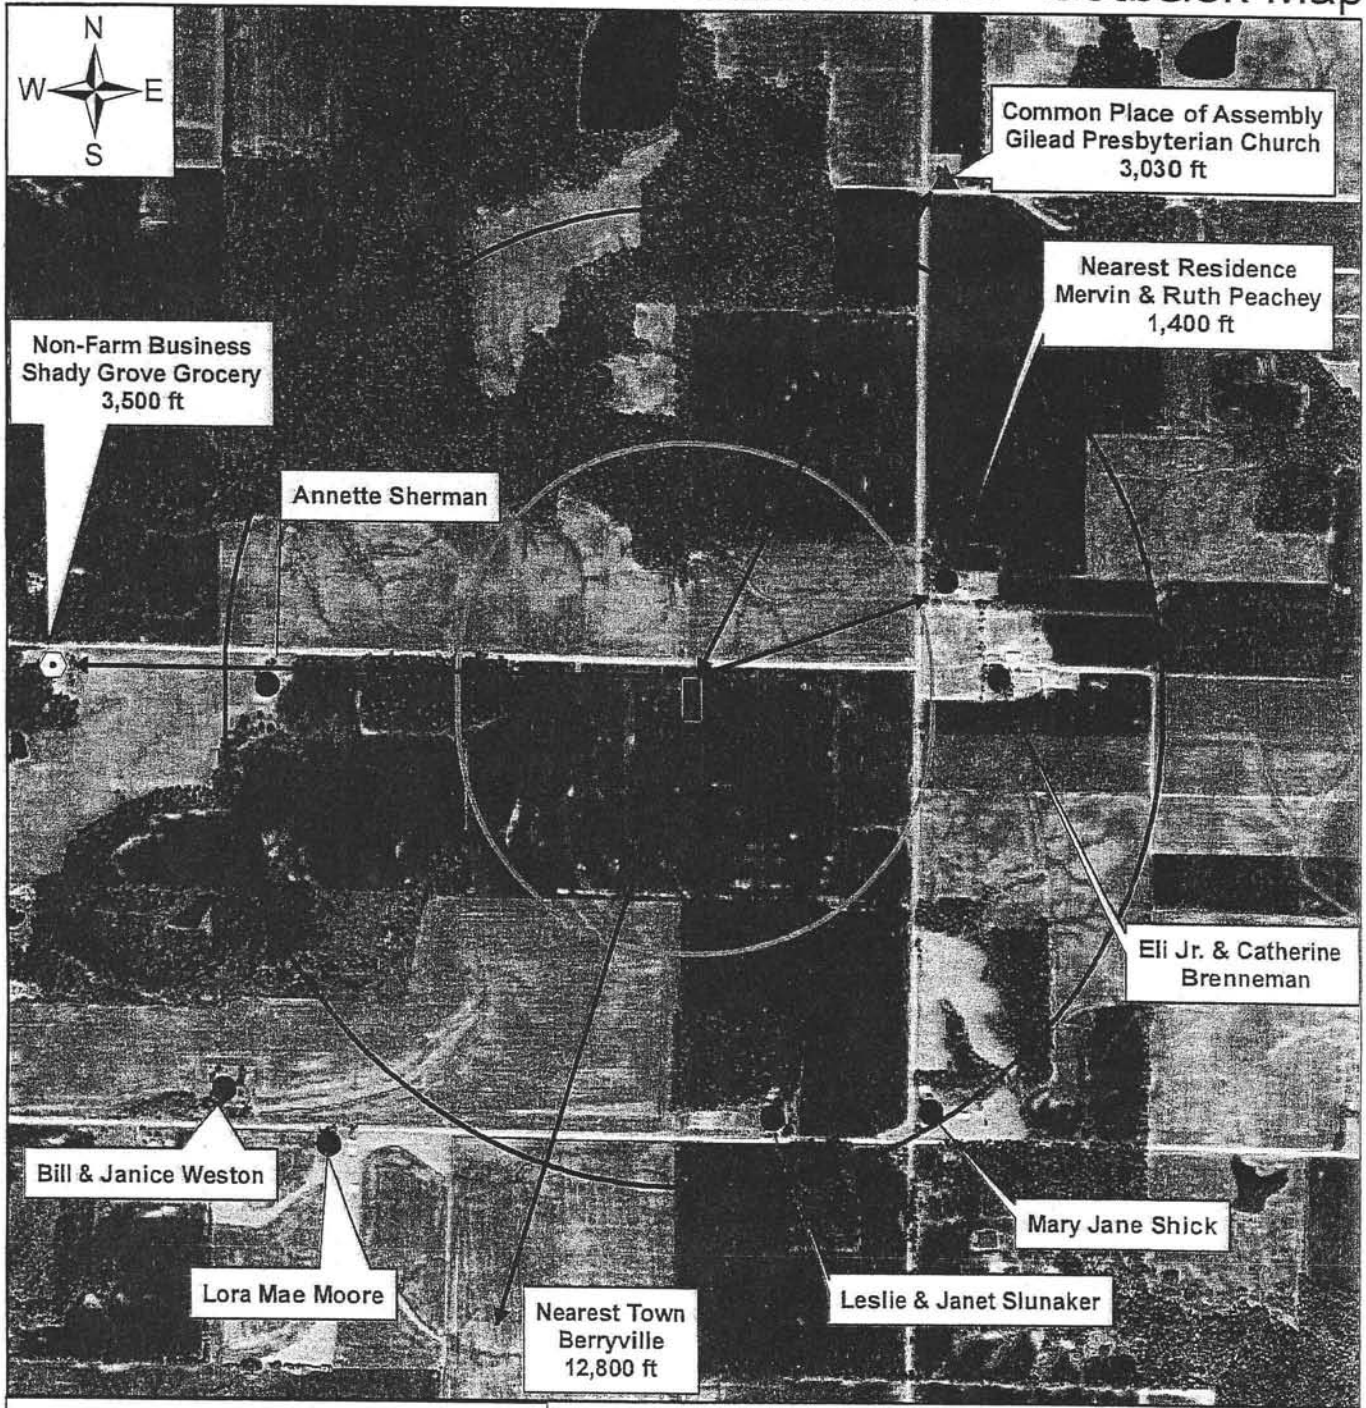 Setback Map
N
W E
S
Common Place of Assembly
Gilead Presbyterian Church
3,030 ft
Nearest Residence
Mervin & Ruth Peachey
1,400 ft
Non-Farm Business
Shady Grove Grocery
3,500 ft
Annette Sherman
Eli Jr. & Catherine
Brenneman
Bill & Janice Weston
Mary Jane Shick
Lora Mae Moore
Leslie & Janet Slunaker
Nearest Town
Berryville
12,800 ft